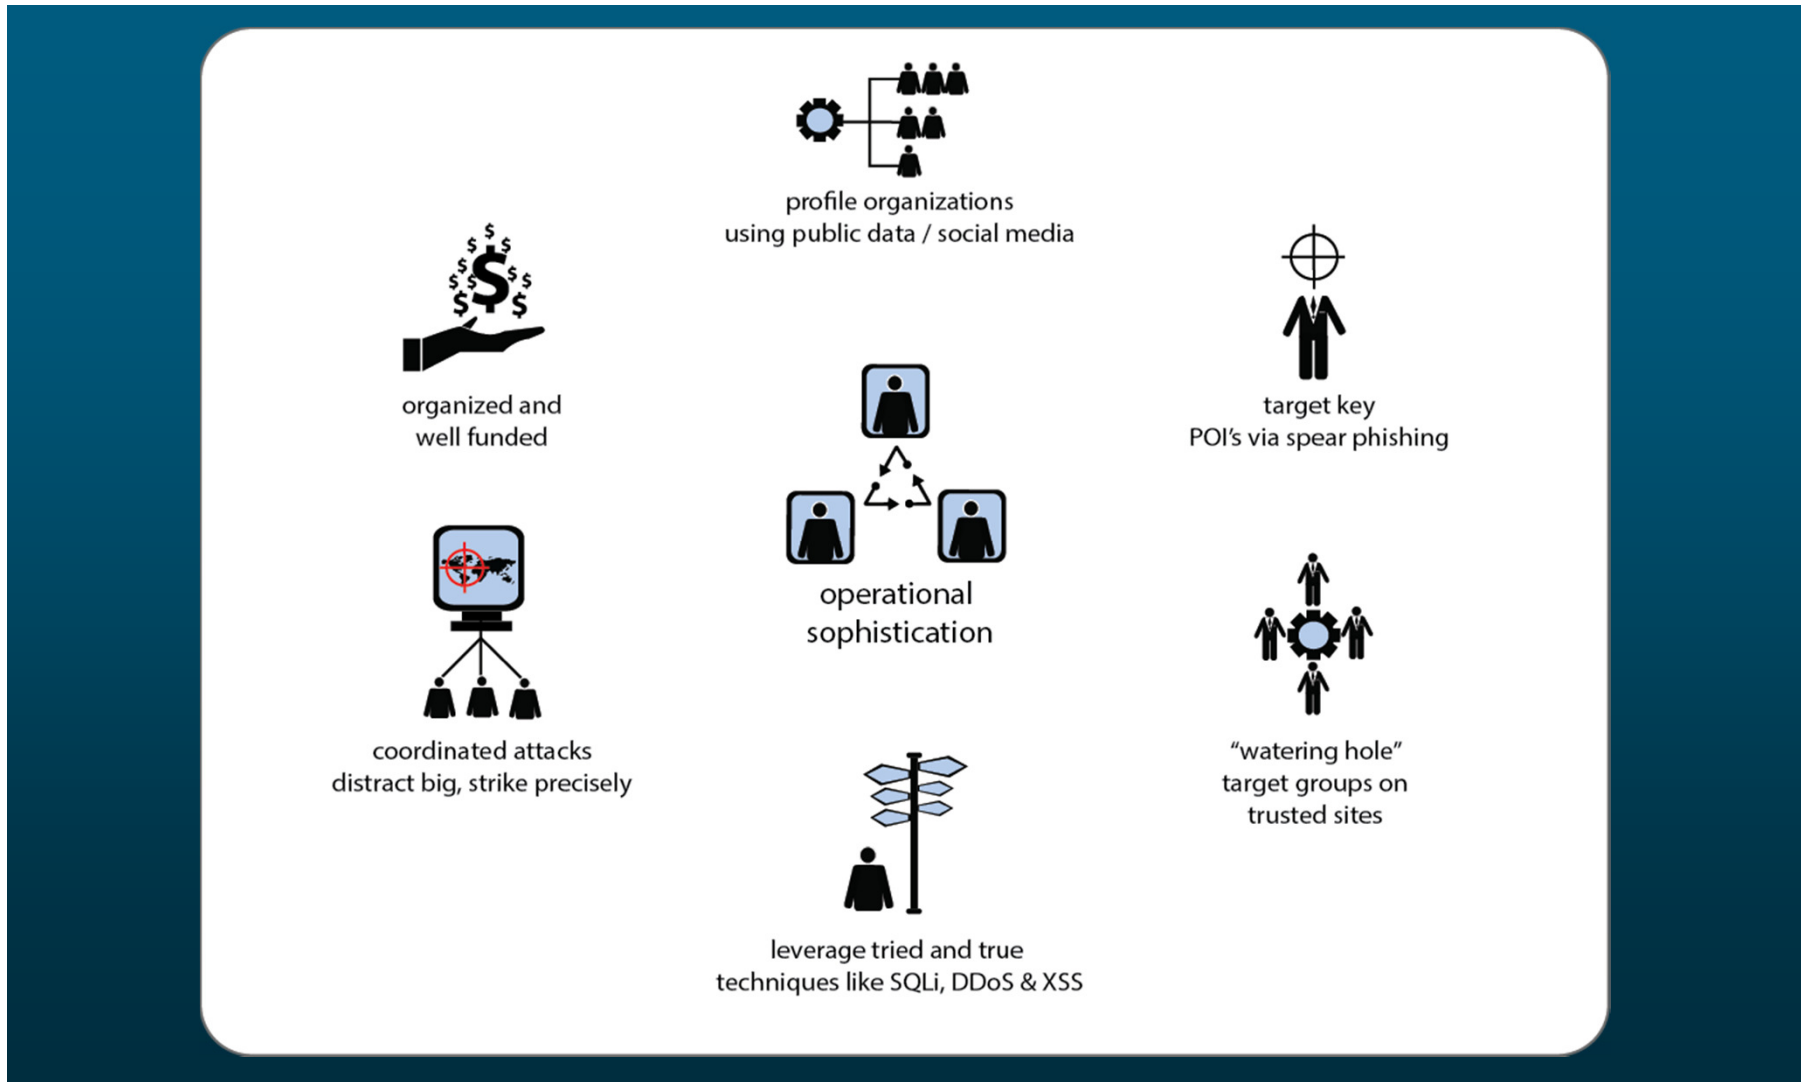 profile organizations
using public data / social media
organized and
well funded
target key
POI's via spear phishing
operational
sophistication
coordinated attacks
distract big, strike precisely
“watering hole”
target groups on
trusted sites
leverage tried and true
techniques like SQLi, DDoS & XSS